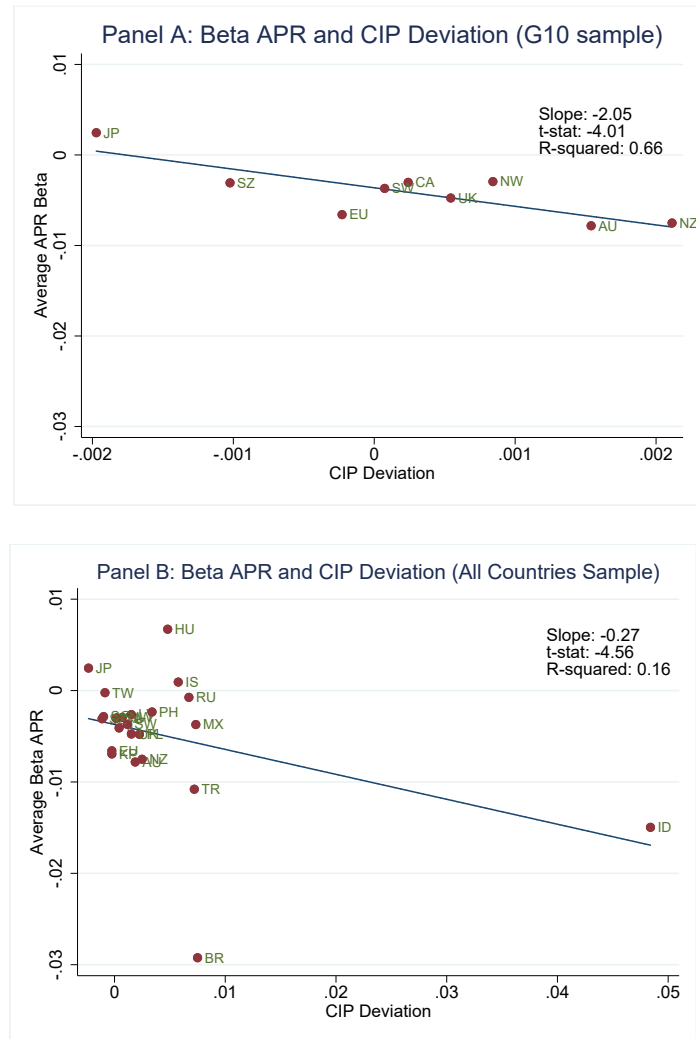 Panel A: Beta APR and CIP Deviation (G10 sample)
.01
0
-.01
-.02
-.03
Average APR Beta
Slope: -2.05
t-stat: -4.01
R-squared: 0.66
JP
SZ
EU
SW
CA
UK
NW
AU
NZ
-.002
-.001
0
.001
.002
CIP Deviation
Panel B: Beta APR and CIP Deviation (All Countries Sample)
.01
0
-.01
-.02
-.03
Average Beta APR
Slope: -0.27
t-stat: -4.56
R-squared: 0.16
HU
JP
IS
TW
RU
PH
SW
MX
EU
NZ
AU
TR
ID
BR
0
.01
.02
.03
.04
.05
CIP Deviation